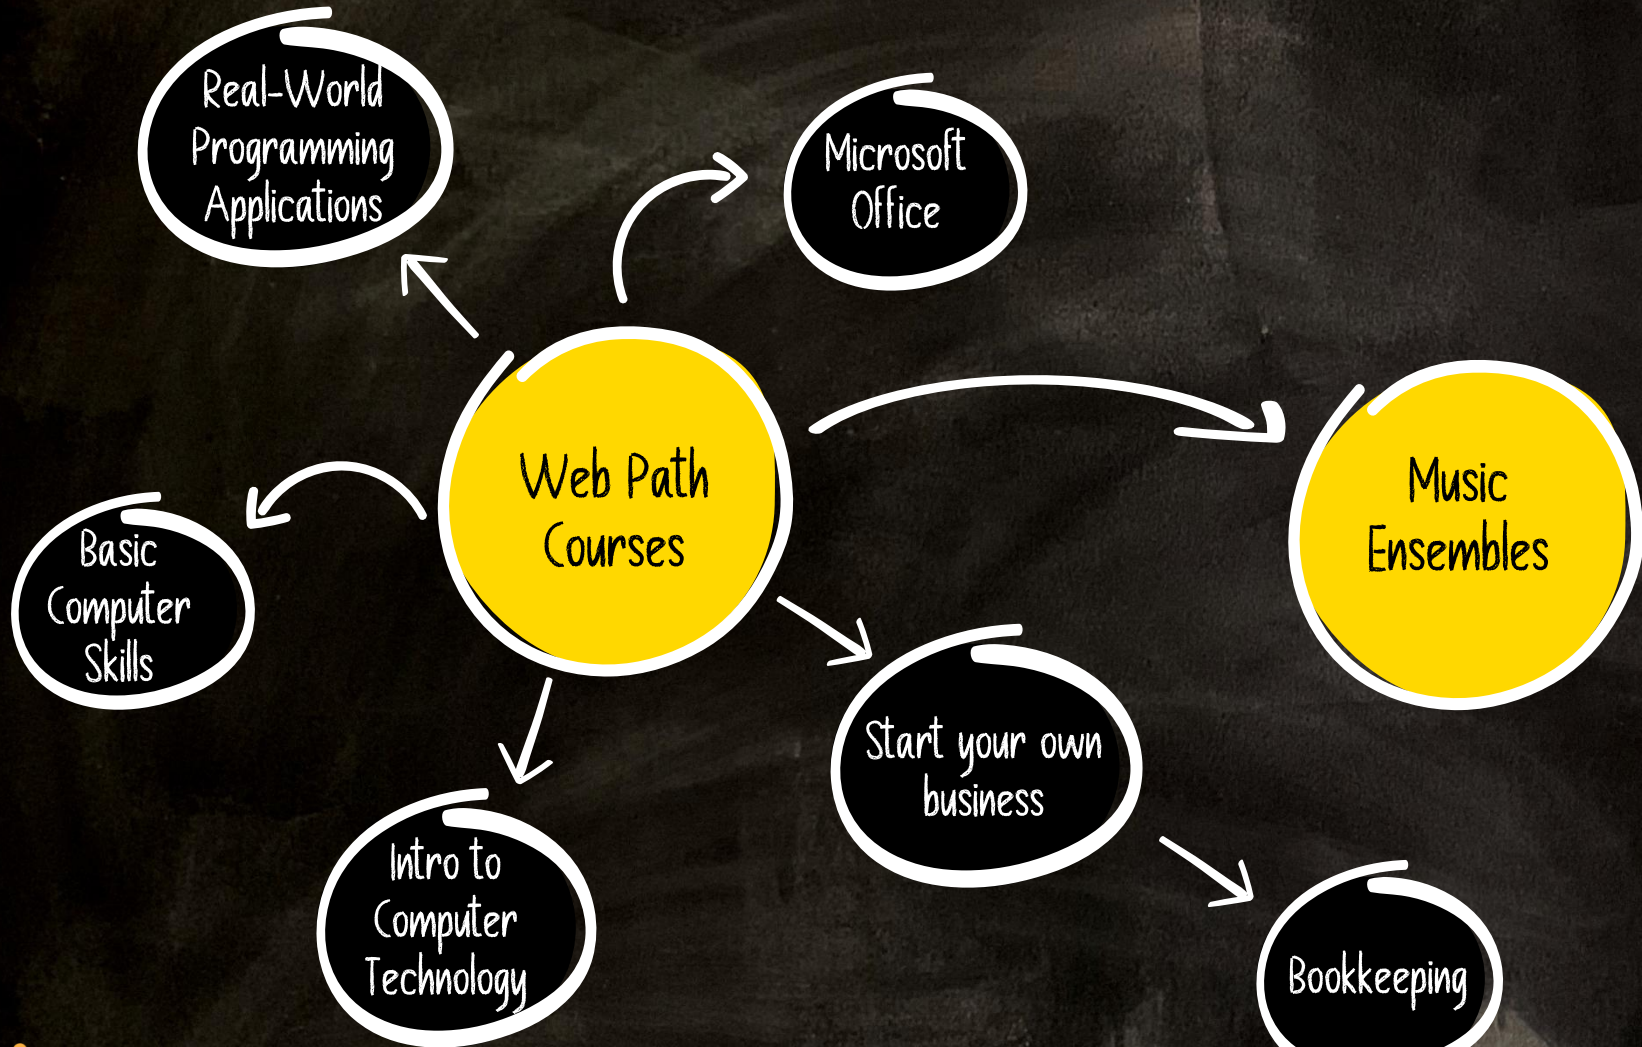 Real-World
Programming
Applications
Microsoft
Office
Web Path
Courses
Music
Ensembles
Basic
Computer
Skills
Start your own
business
Intro to
Computer
Technology
Bookkeeping